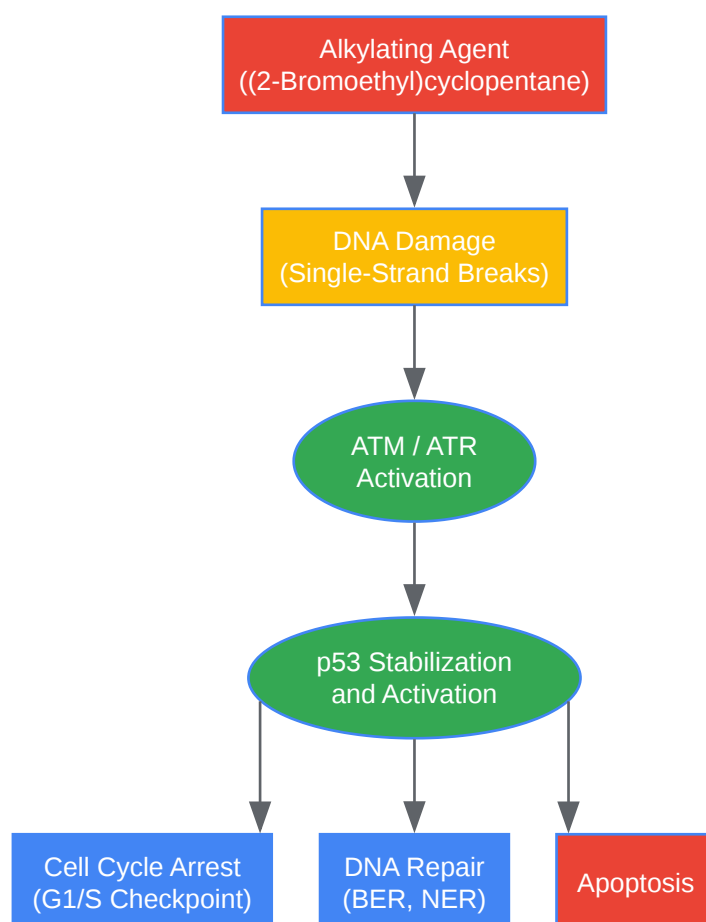 Alkylating Agent
((2-Bromoethyl)cyclopentane)
DNA Damage
(Single-Strand Breaks)
ATM / ATR
Activation
p53 Stabilization
and Activation
Cell Cycle Arrest
(G1/S Checkpoint)
DNA Repair
(BER, NER)
Apoptosis